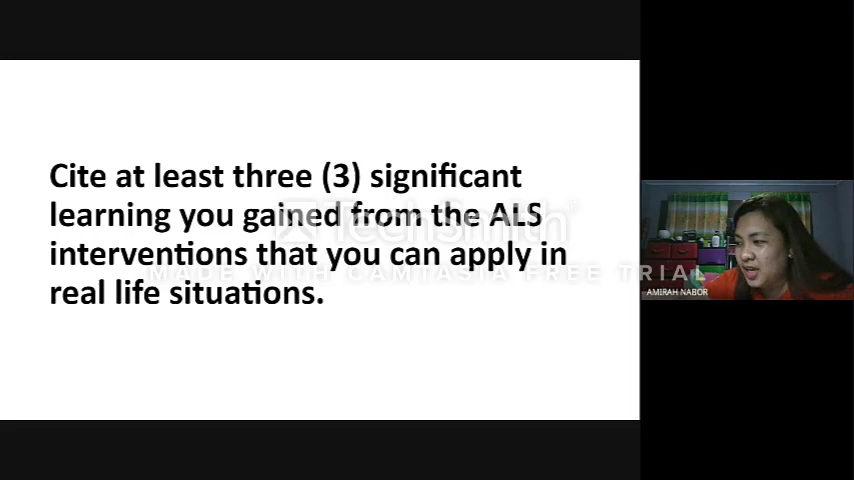 Cite at least three (3) significant
learning you gained from the ALS
interventions that you can apply in
real life situations.
TechSmith
MADE WITH CAMTASIA FREE TRIAL
AMIRAH NABOR